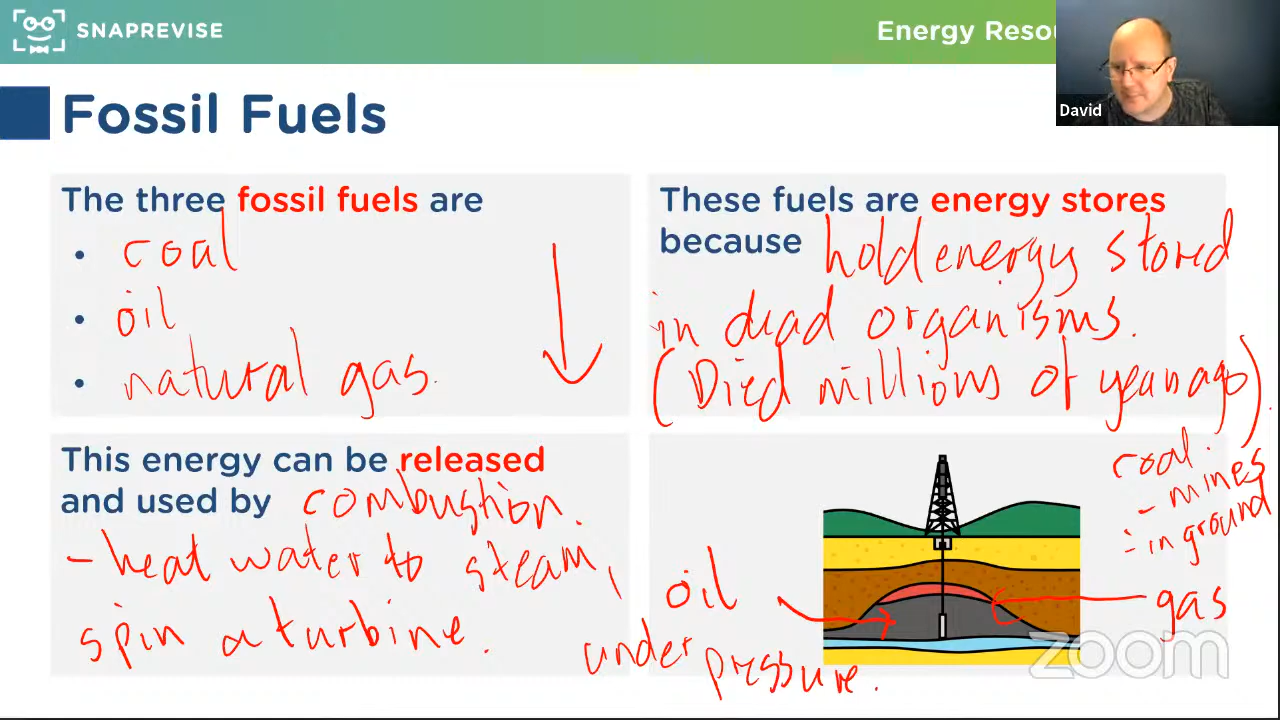 SNAPREVISE
Energy Resou
David
Fossil Fuels
The three fossil fuels are
• coal
• oil
• natural gas.
These fuels are energy stores
because hold energy stored
in dead organisms.
(Died millions of years ago).
This energy can be released
and used by combustion.
- heat water to steam,
spin a turbine.
coal.
- mines
- in ground
oil
under pressure.
gas
zoom